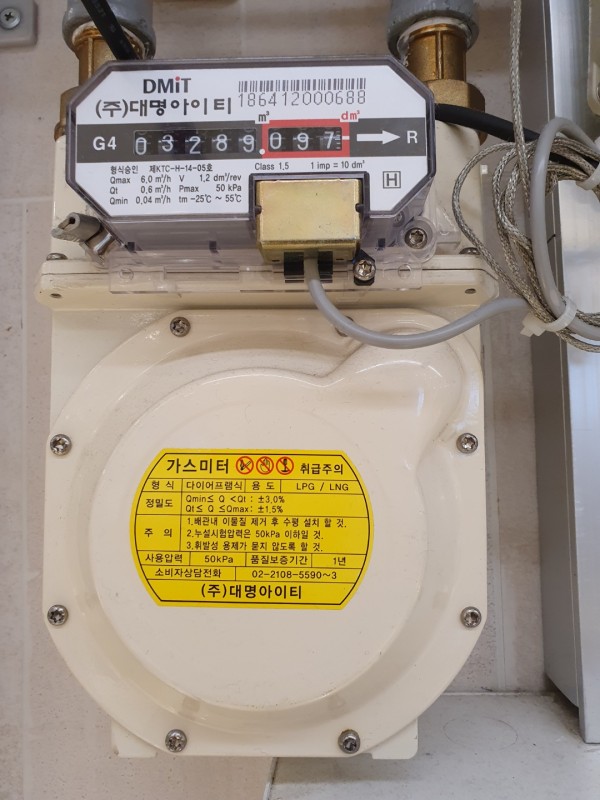 DMiT
(주)대명아이티
186412000688
m³ dm³
G4 03289.097 R
형식승인 제KTC-H-14-05호 Class 1,5 1 imp = 10 dm³
Qmax 6,0 m³/h V 1,2 dm³/rev
Qt 0,6 m³/h Pmax 50 kPa
Qmin 0,04 m³/h tm -25℃ ~ 55℃
H
가스미터 취급주의
형 식 다이어프램식 용 도 LPG / LNG
정밀도 Qmin≤ Q <Qt : ±3.0%
Qt≤ Q ≤Qmax: ±1.5%
주 의 1.배관내 이물질 제거 후 수평 설치 할 것.
2.누설시험압력은 50kPa 이하일 것.
3.휘발성 용제가 묻지 않도록 할 것.
사용압력 50kPa 품질보증기간 1년
소비자상담전화 02-2108-5590~3
(주)대명아이티